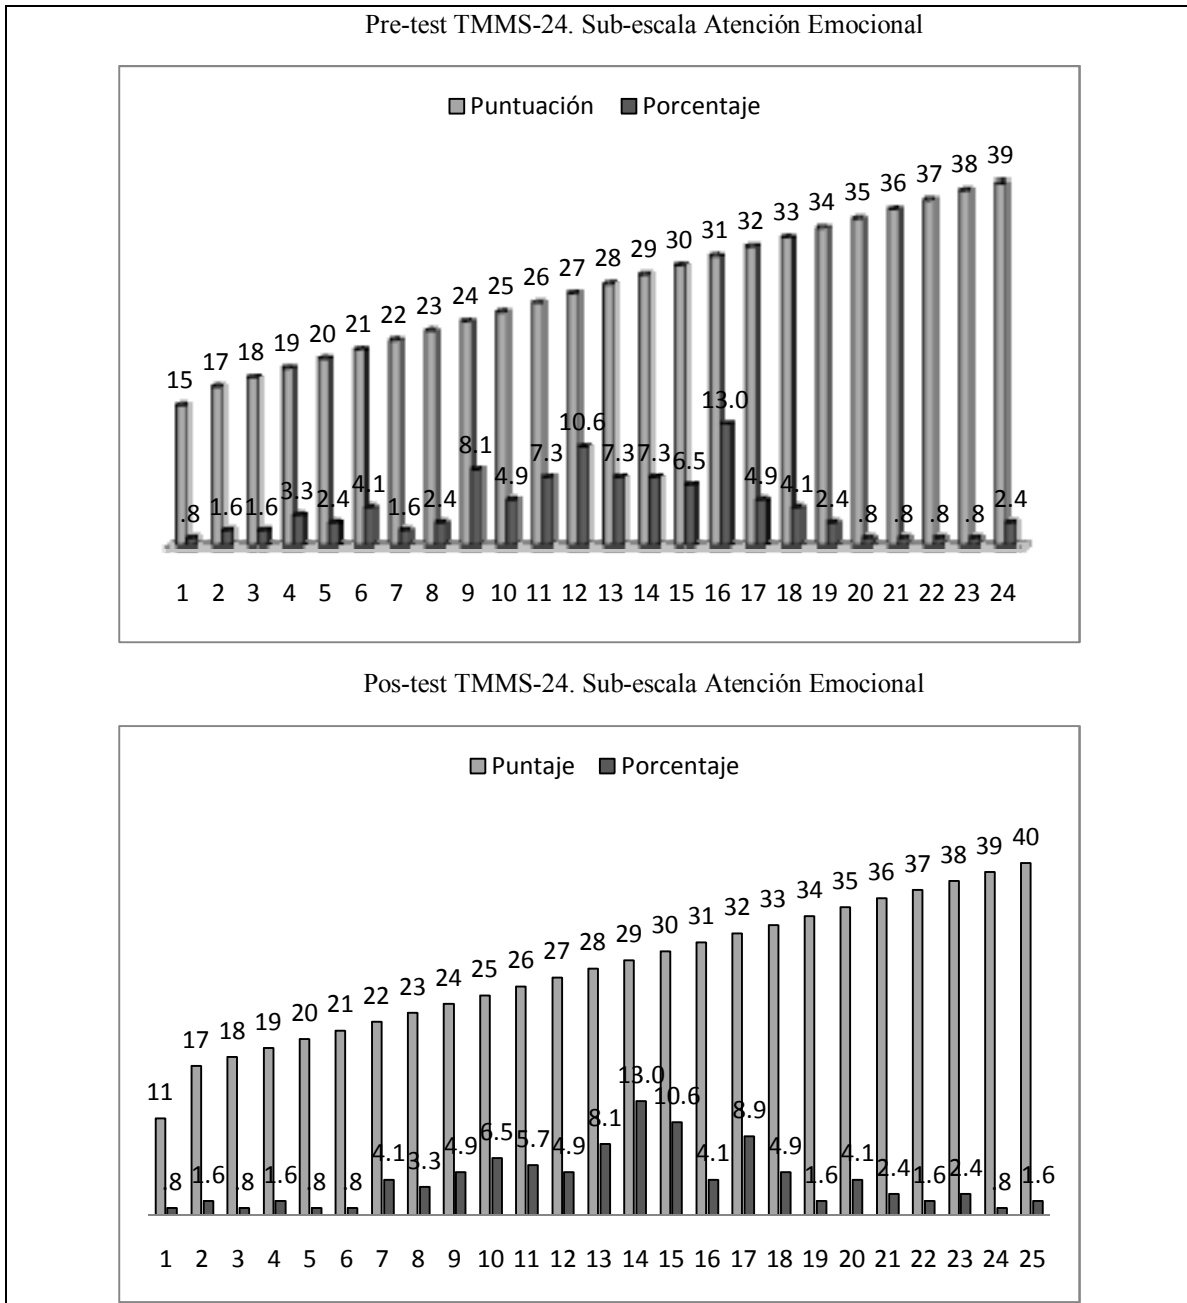 Pre-test TMMS-24. Sub-escala Atención Emocional
Puntuación Porcentaje
15 17 18 19 20 21 22 23 24 25 26 27 28 29 30 31 32 33 34 35 36 37 38 39
.8 1.6 1.6 3.3 2.4 4.1 1.6 2.4 8.1 4.9 7.3 10.6 7.3 7.3 6.5 13.0 4.9 4.1 2.4 .8 .8 .8 .8 2.4
1 2 3 4 5 6 7 8 9 10 11 12 13 14 15 16 17 18 19 20 21 22 23 24
Pos-test TMMS-24. Sub-escala Atención Emocional
Puntaje Porcentaje
11 17 18 19 20 21 22 23 24 25 26 27 28 29 30 31 32 33 34 35 36 37 38 39 40
.8 1.6 .8 1.6 .8 .8 4.1 3.3 4.9 6.5 5.7 4.9 8.1 13.0 10.6 4.1 8.9 4.9 1.6 4.1 2.4 1.6 2.4 .8 1.6
1 2 3 4 5 6 7 8 9 10 11 12 13 14 15 16 17 18 19 20 21 22 23 24 25